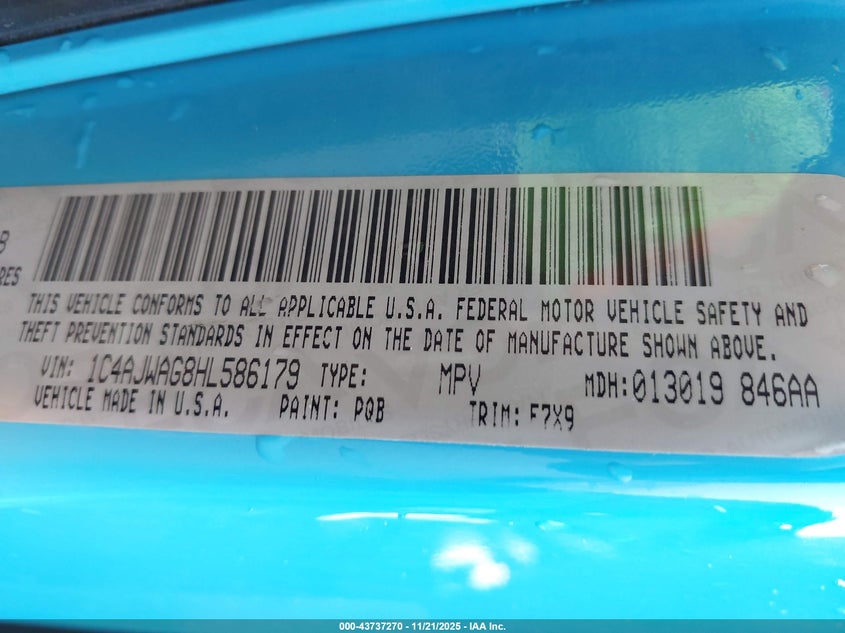 8
RES
THIS VEHICLE CONFORMS TO ALL APPLICABLE U.S.A. FEDERAL MOTOR VEHICLE SAFETY AND
THEFT PREVENTION STANDARDS IN EFFECT ON THE DATE OF MANUFACTURE SHOWN ABOVE.
VIN: 1C4AJWAG8HL586179 TYPE: MPV MDH:013019 846AA
VEHICLE MADE IN U.S.A. PAINT: PQB TRIM: F7X9
000-43737270 - 11/21/2025 - IAA Inc.